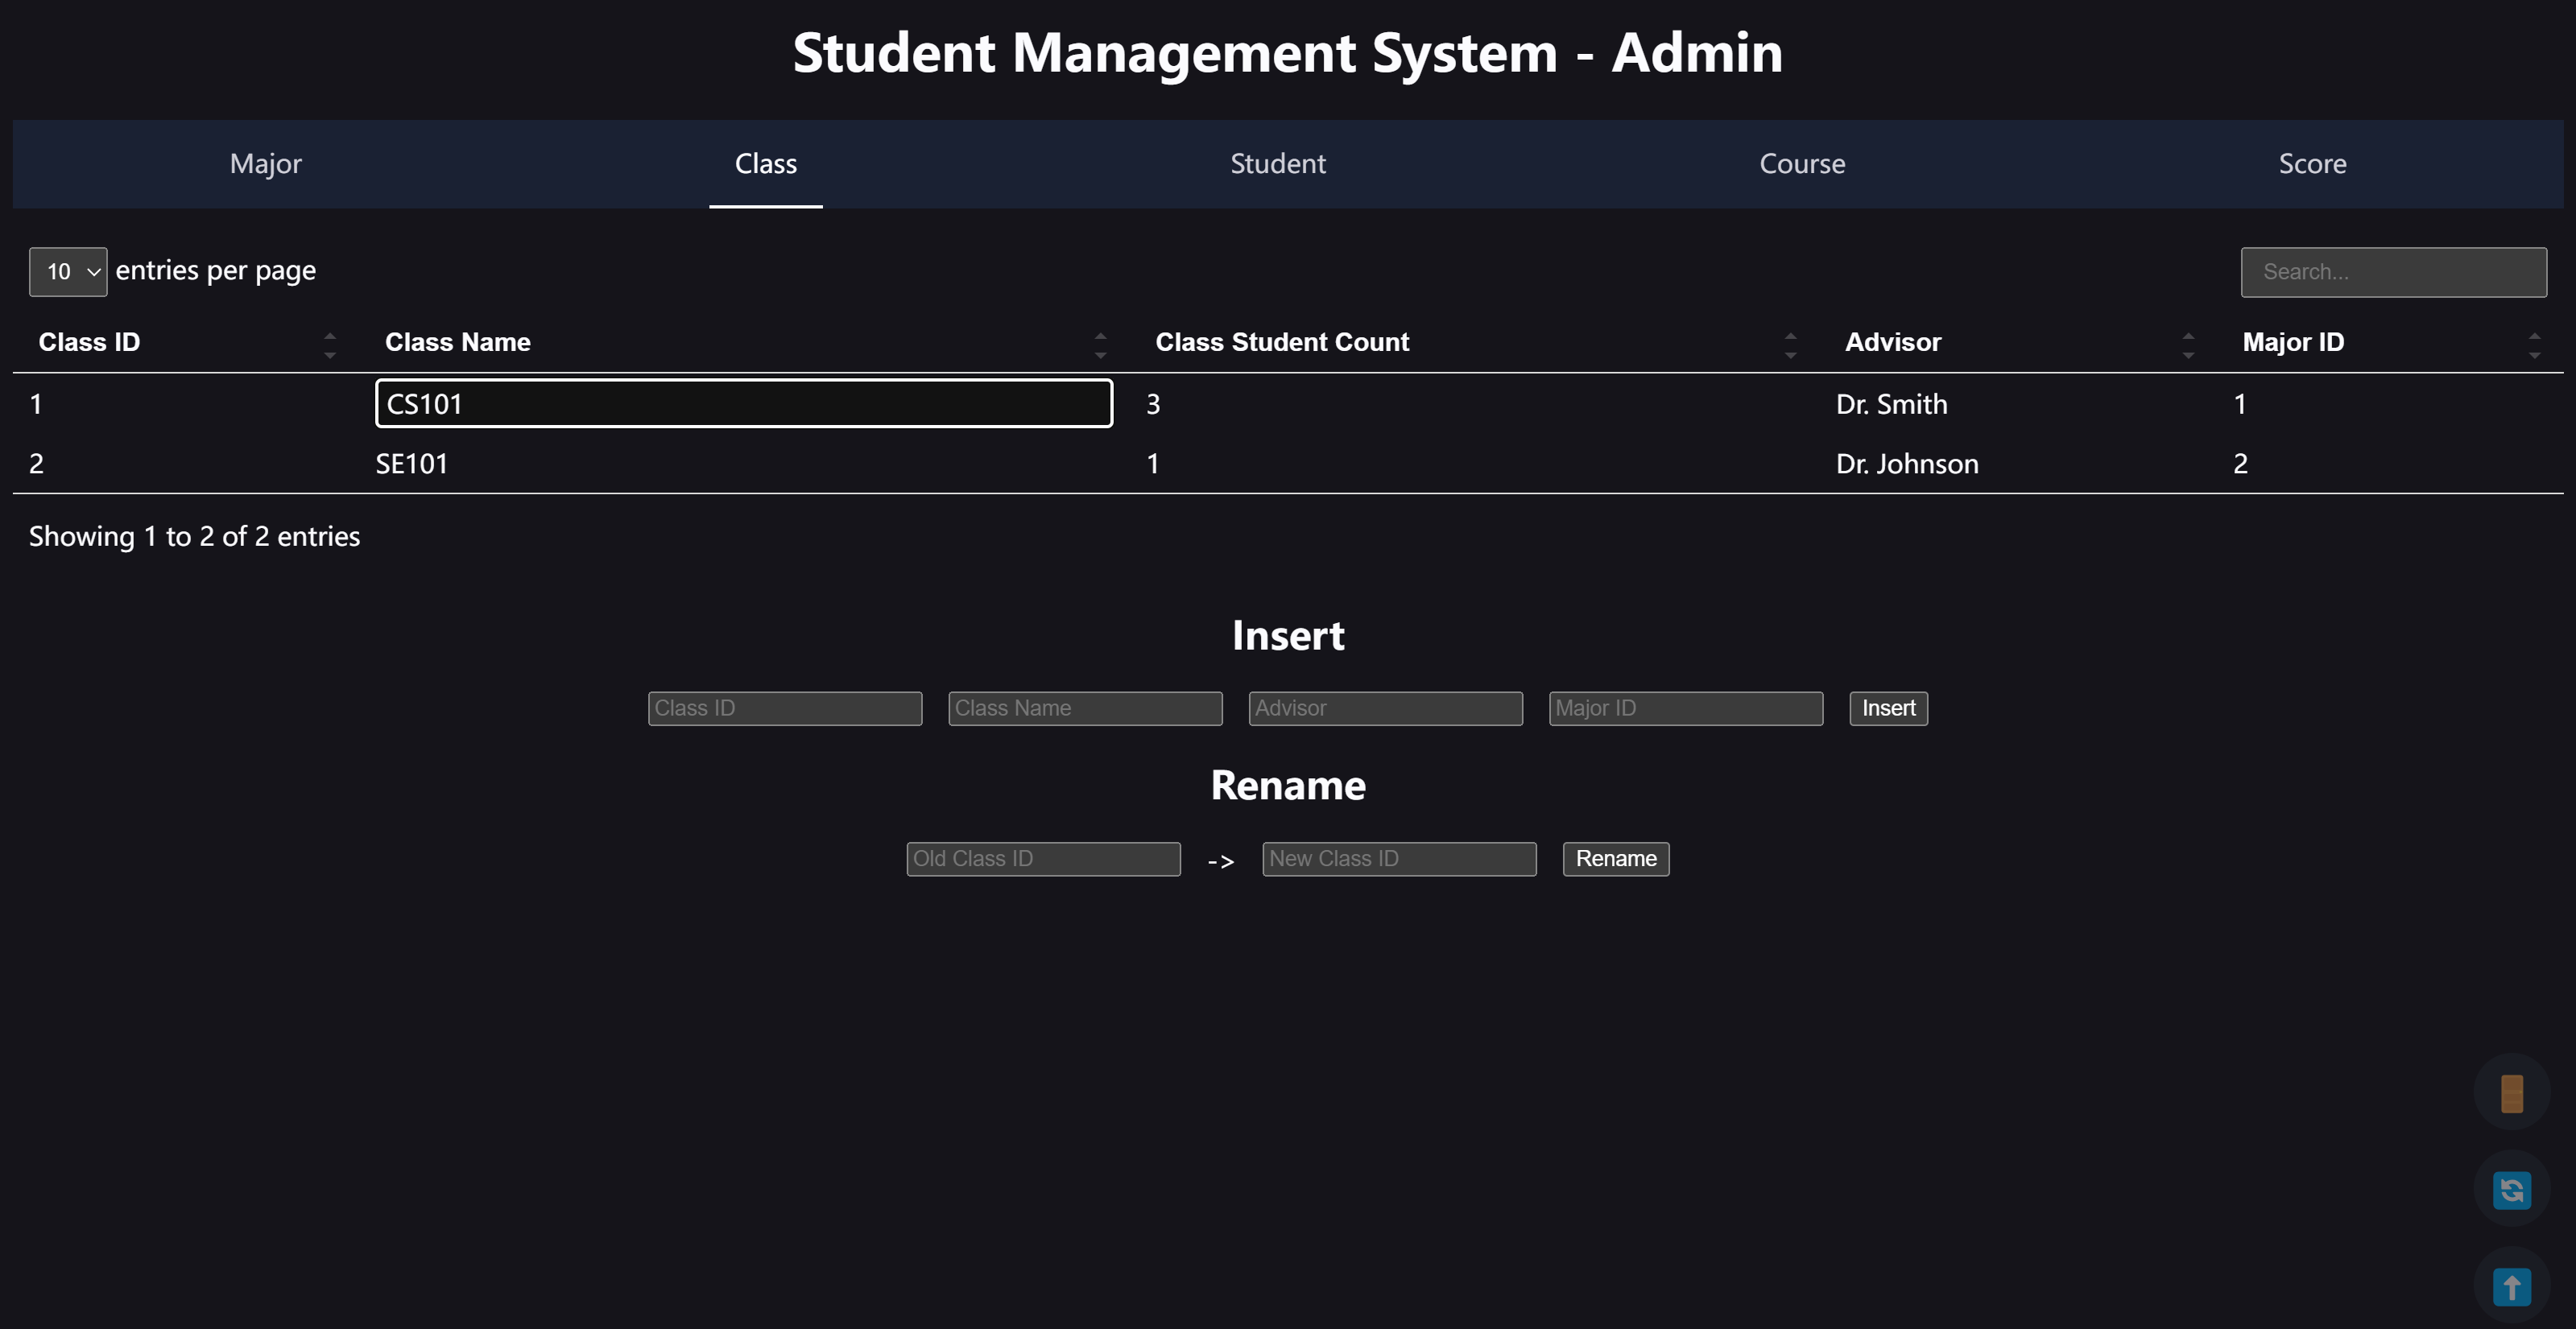 Student Management System - Admin
Major Class Student Course Score
10 entries per page Search...
Class ID Class Name Class Student Count Advisor Major ID
1 CS101 3 Dr. Smith 1
2 SE101 1 Dr. Johnson 2
Showing 1 to 2 of 2 entries
Insert
Class ID Class Name Advisor Major ID Insert
Rename
Old Class ID -> New Class ID Rename